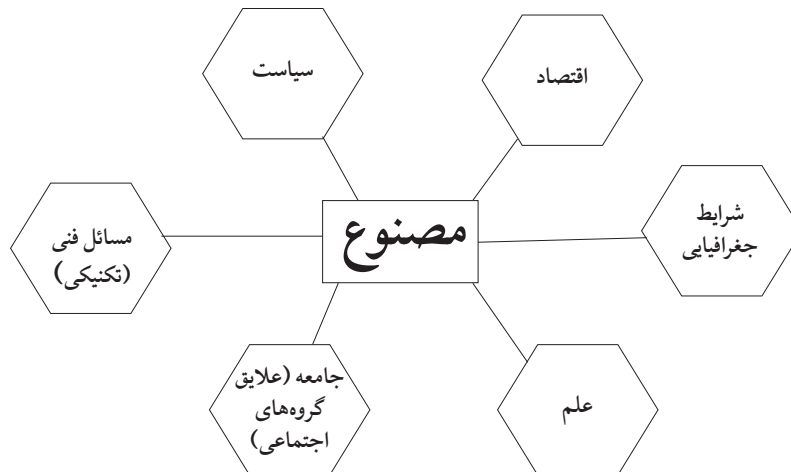 سیاست
اقتصاد
شرایط
جغرافیایی
مصنوع
مسائل فنی
(تکنیکی)
جامعه (علایق
گروه‌های
اجتماعی)
علم